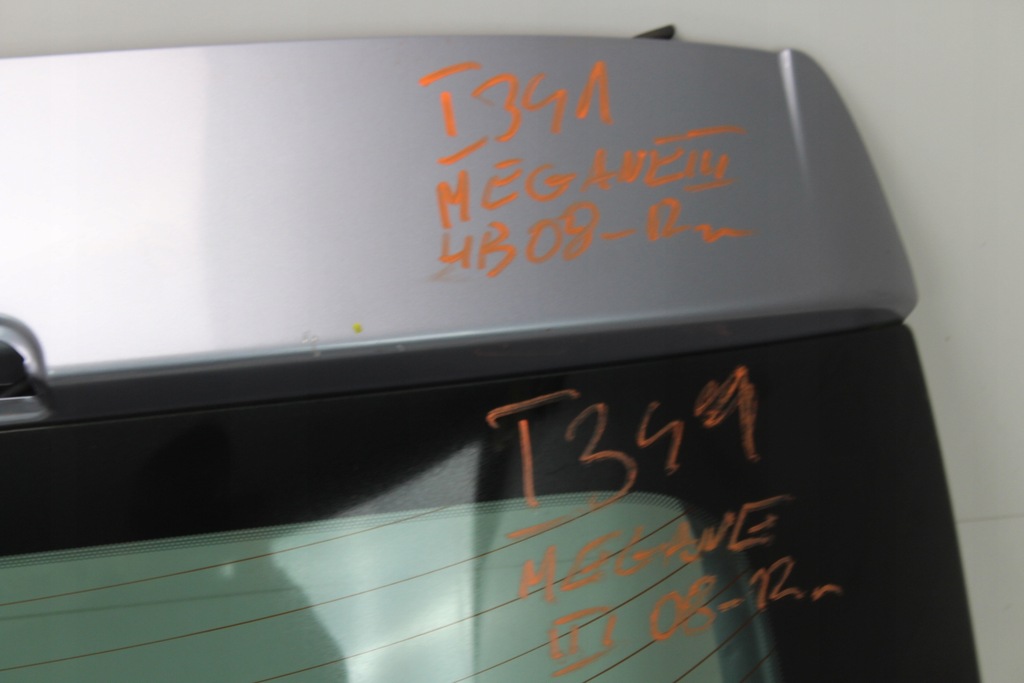 T341
MEGANE III
HB 08-12r
T341
MEGANE
III 08-12r